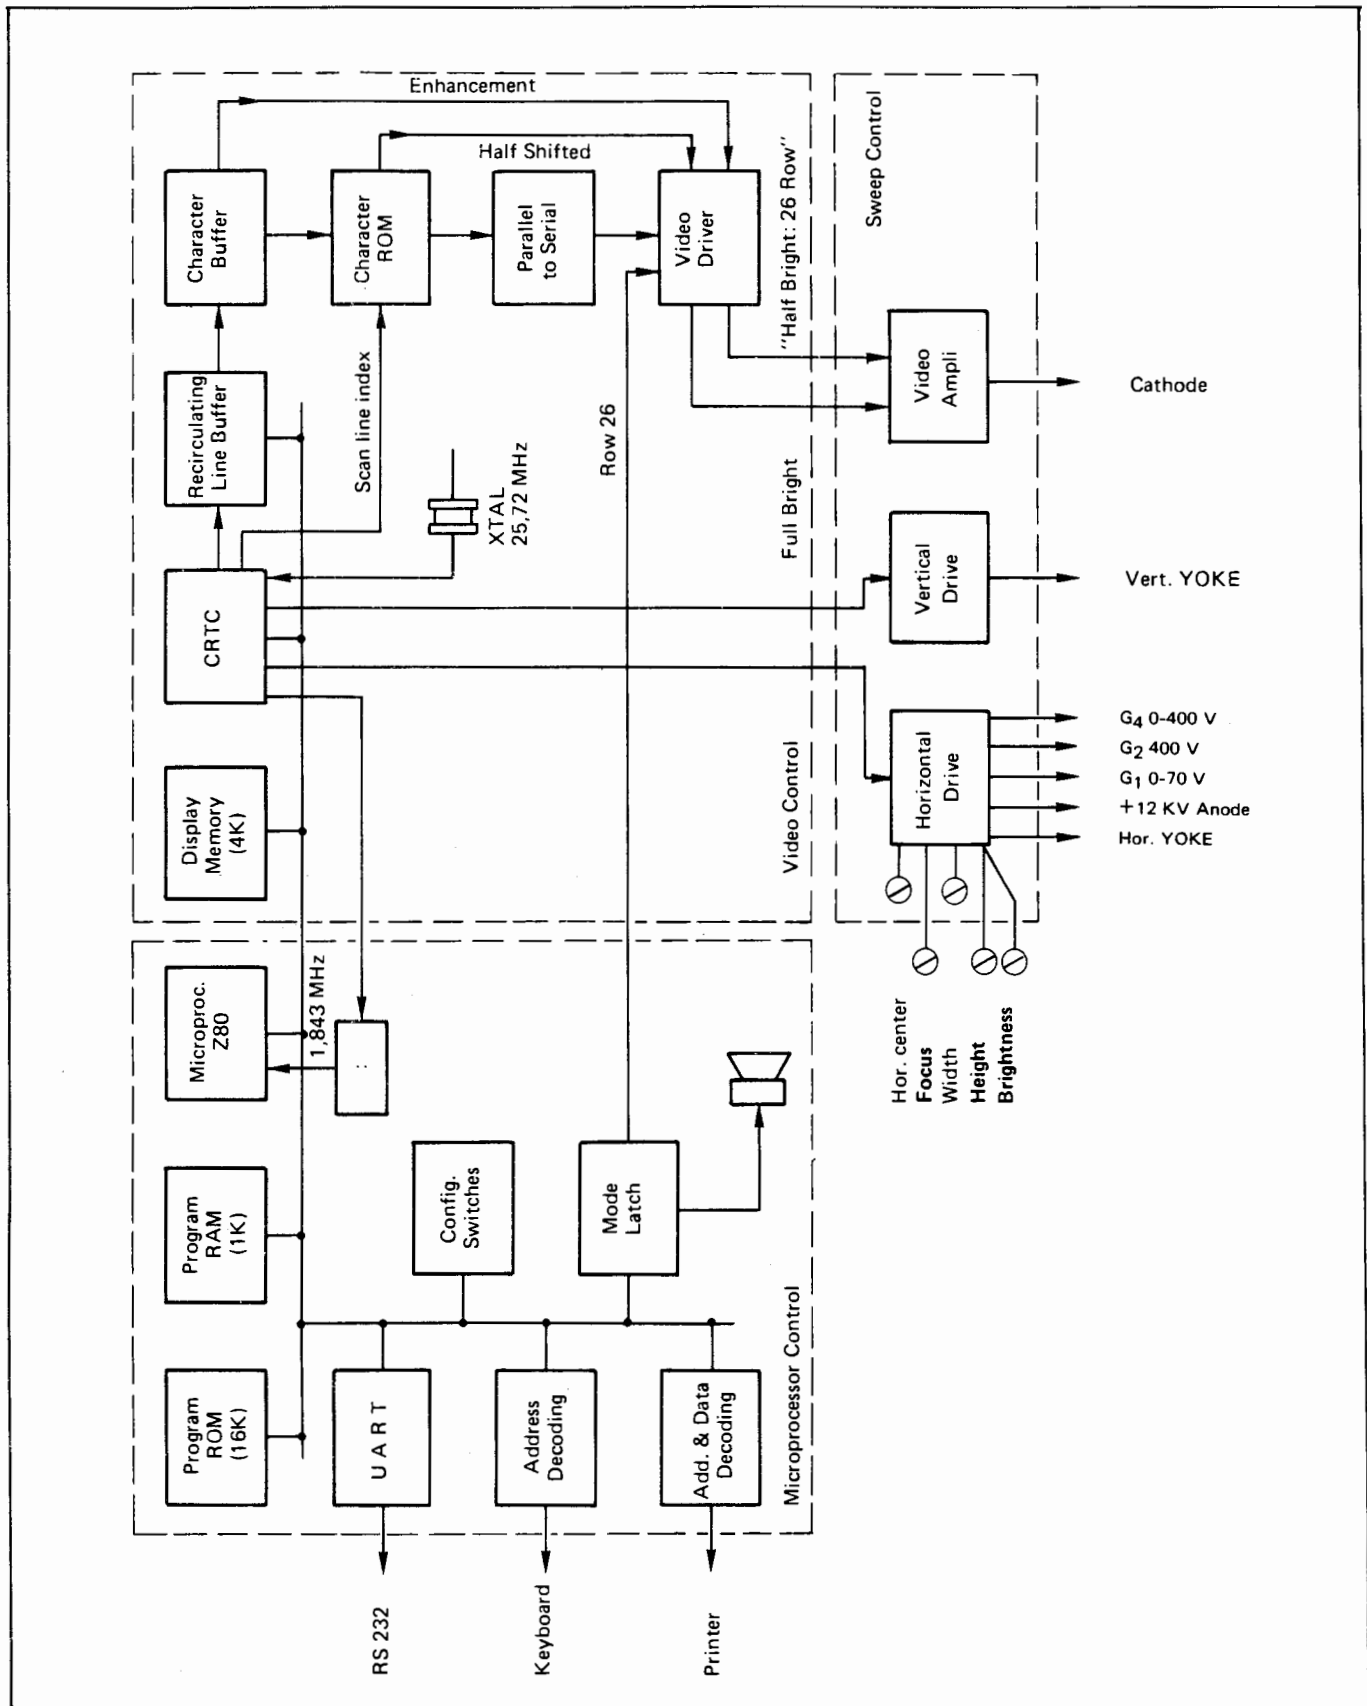 Enhancement
Half Shifted
Character
Buffer
Character
ROM
Parallel
to Serial
Video
Driver
"Half Bright: 26 Row"
Sweep Control
Recirculating
Line Buffer
Scan line index
XTAL
25,72 MHz
Row 26
Full Bright
Video
Ampli
Cathode
CRTC
Vertical
Drive
Vert. YOKE
Display
Memory
(4K)
Video Control
Horizontal
Drive
G4 0-400 V
G2 400 V
G1 0-70 V
+12 KV Anode
Hor. YOKE
Hor. center
Focus
Width
Height
Brightness
Microproc.
Z80
1,843 MHz
:
Program
RAM
(1K)
Config.
Switches
Mode
Latch
Program
ROM
(16K)
UART
Address
Decoding
Add. & Data
Decoding
Microprocessor Control
RS 232
Keyboard
Printer